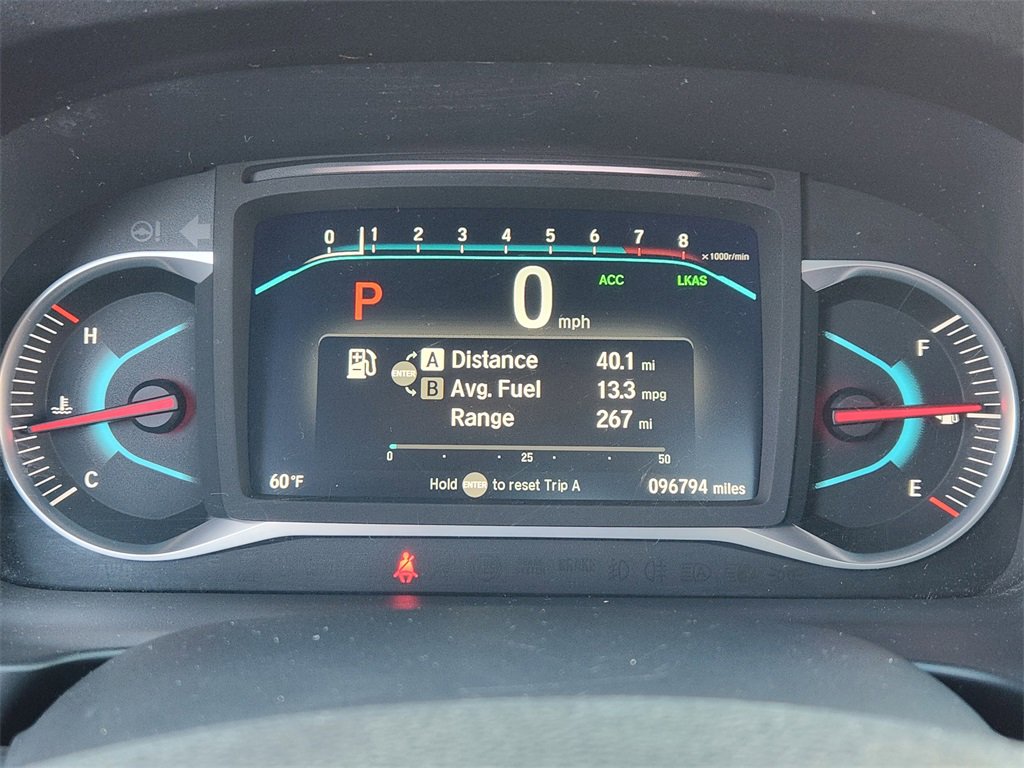 0 1 2 3 4 5 6 7 8 ×1000r/min
P 0 mph ACC LKAS
H
F
ENTER A Distance 40.1 mi
B Avg. Fuel 13.3 mpg
Range 267 mi
0 25 50
C
E
60°F Hold ENTER to reset Trip A 096794 miles
BRAKE